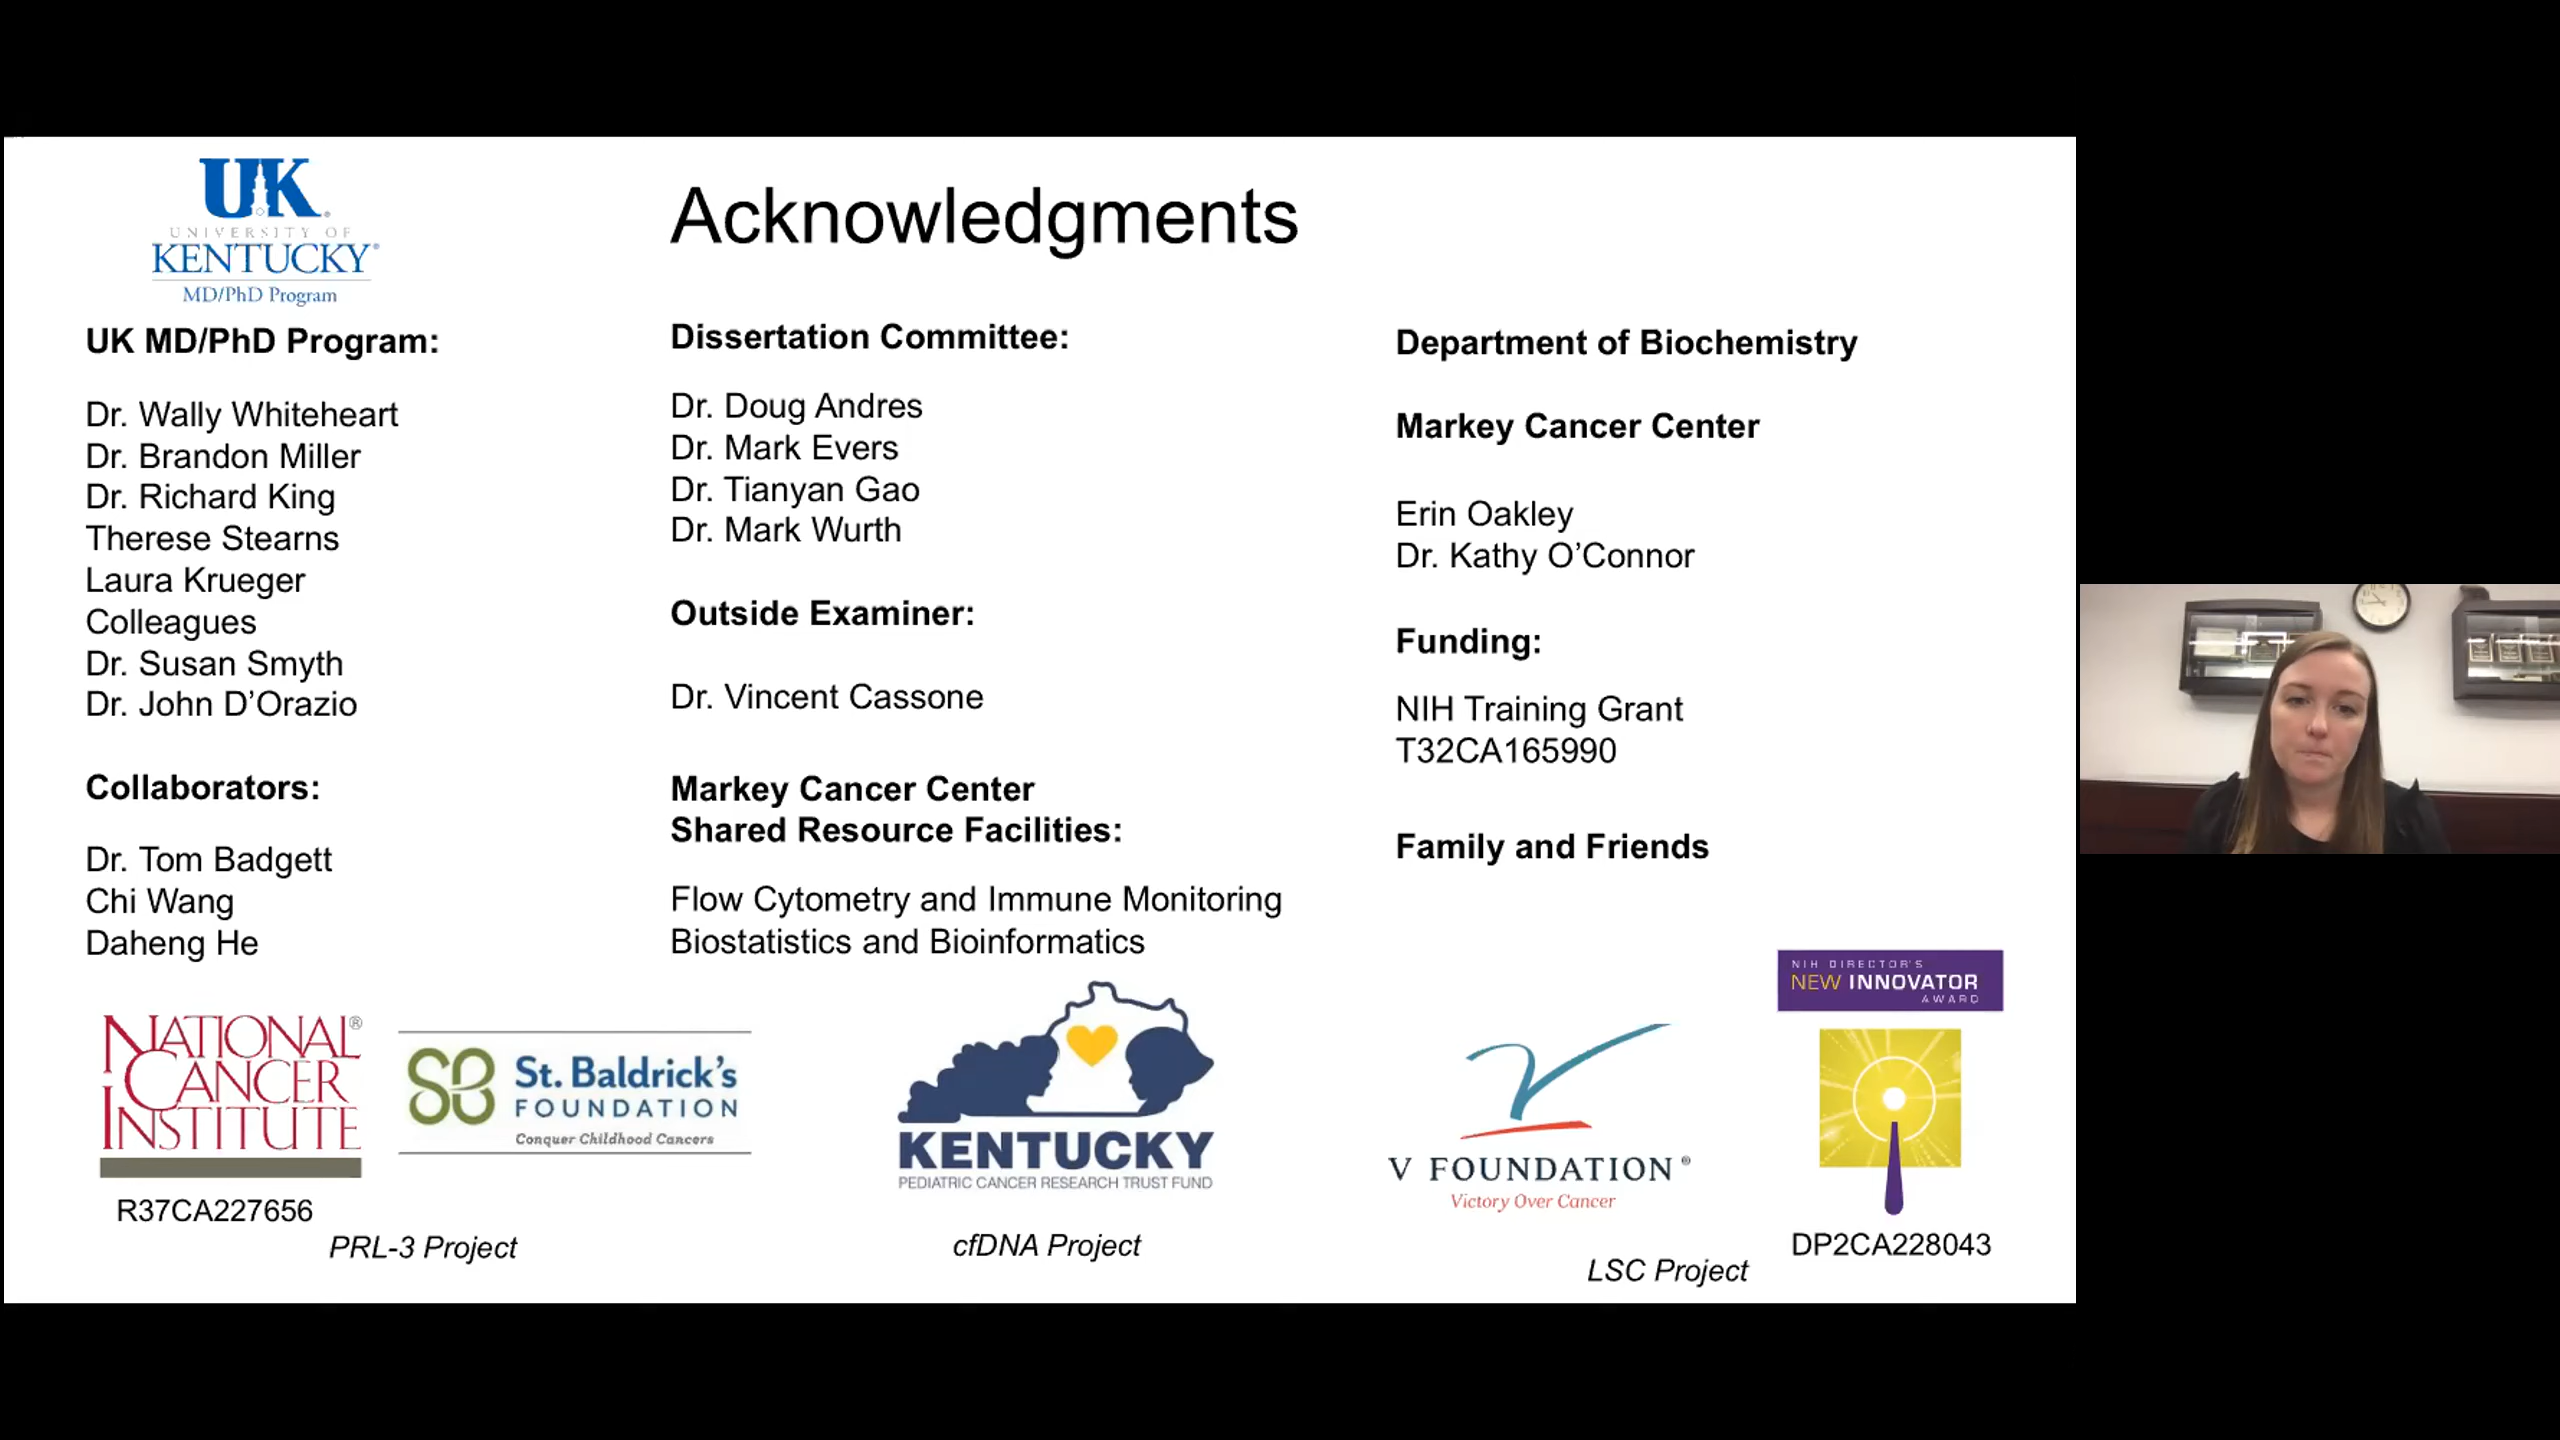 UK
UNIVERSITY OF
KENTUCKY®
MD/PhD Program
Acknowledgments
UK MD/PhD Program:
Dr. Wally Whiteheart
Dr. Brandon Miller
Dr. Richard King
Therese Stearns
Laura Krueger
Colleagues
Dr. Susan Smyth
Dr. John D’Orazio
Collaborators:
Dr. Tom Badgett
Chi Wang
Daheng He
Dissertation Committee:
Dr. Doug Andres
Dr. Mark Evers
Dr. Tianyan Gao
Dr. Mark Wurth
Outside Examiner:
Dr. Vincent Cassone
Markey Cancer Center
Shared Resource Facilities:
Flow Cytometry and Immune Monitoring
Biostatistics and Bioinformatics
Department of Biochemistry
Markey Cancer Center
Erin Oakley
Dr. Kathy O’Connor
Funding:
NIH Training Grant
T32CA165990
Family and Friends
NATIONAL®
CANCER
INSTITUTE
R37CA227656
St. Baldrick’s
FOUNDATION
Conquer Childhood Cancers
PRL-3 Project
KENTUCKY
PEDIATRIC CANCER RESEARCH TRUST FUND
cfDNA Project
V FOUNDATION®
Victory Over Cancer
NIH DIRECTOR'S
NEW INNOVATOR
AWARD
DP2CA228043
LSC Project